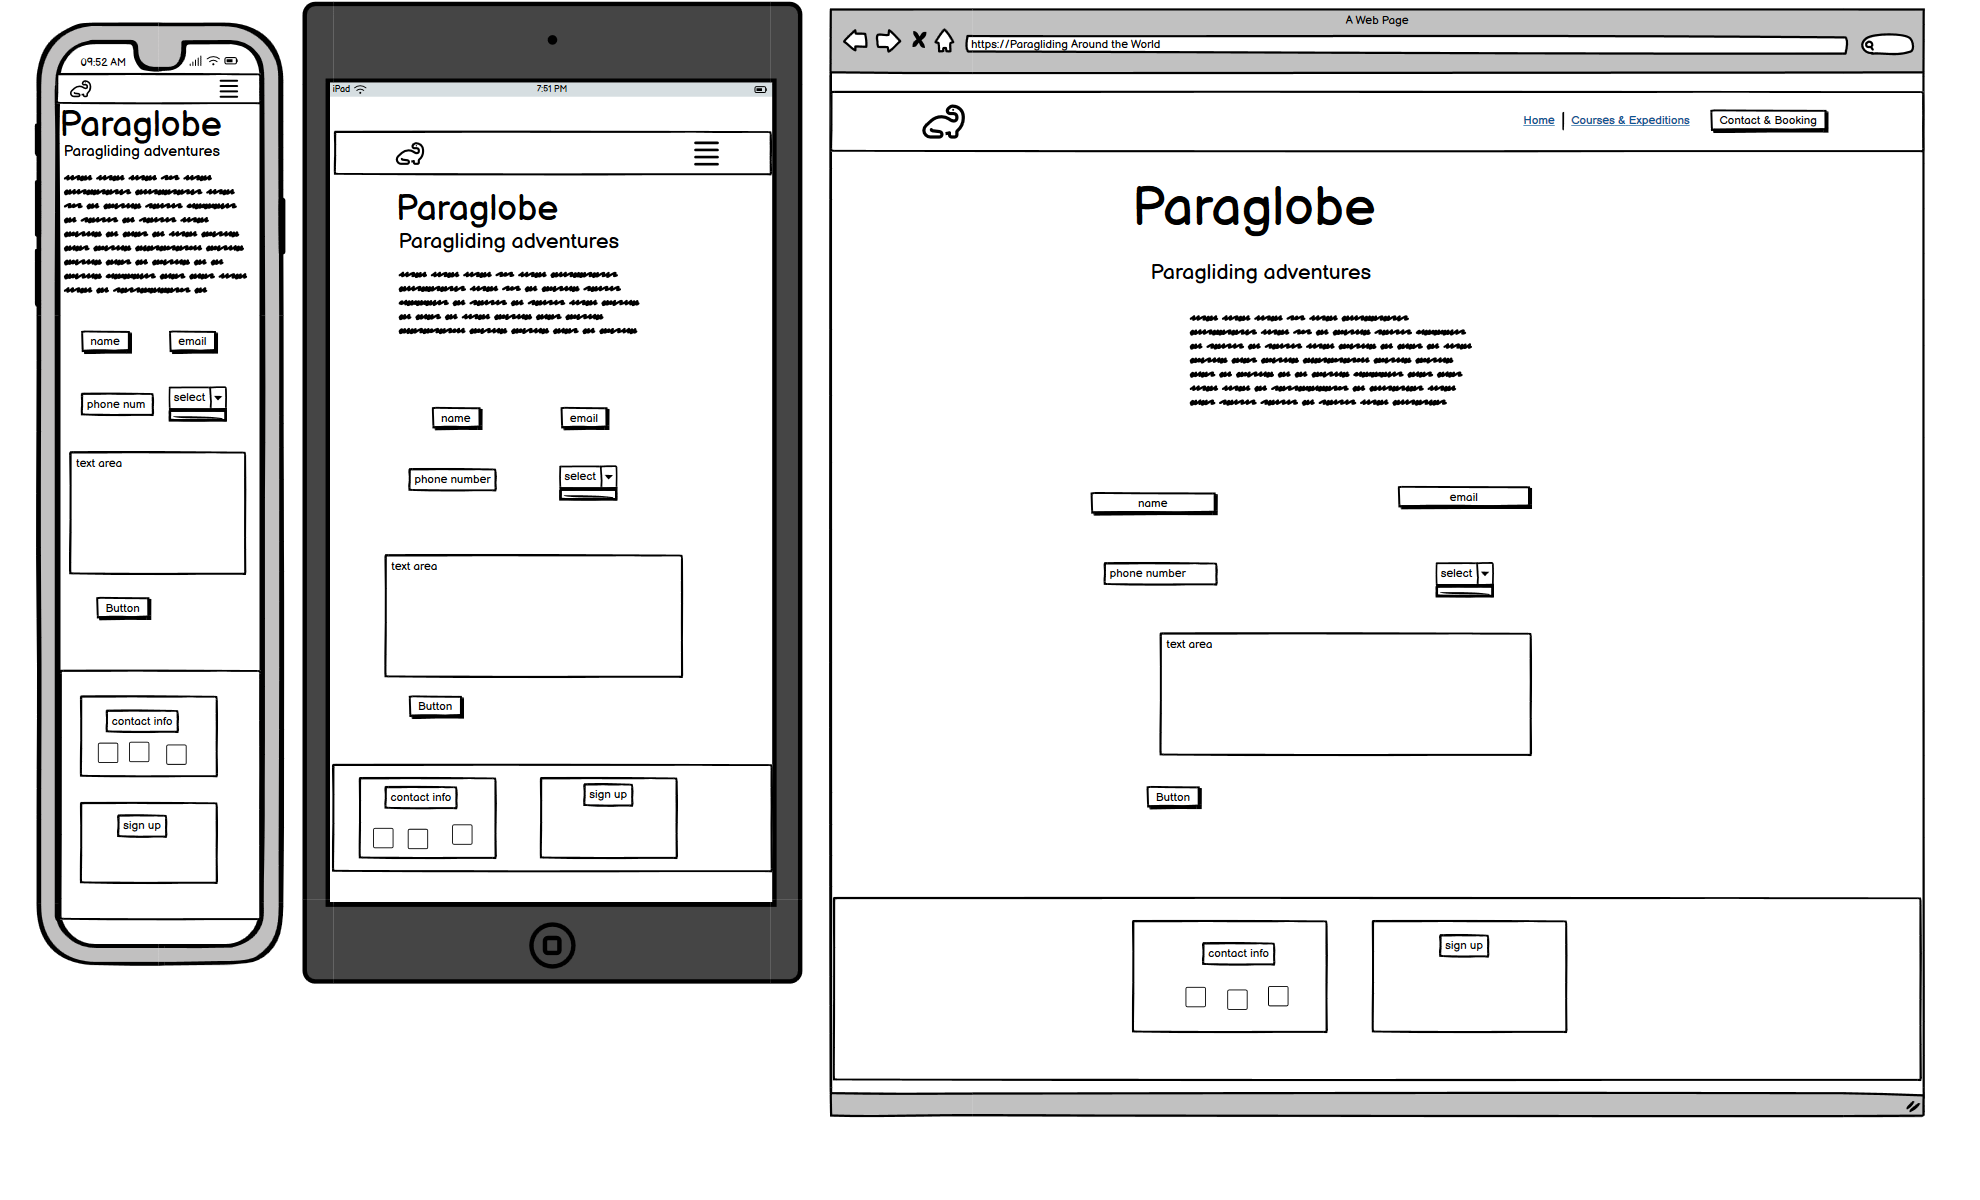 09:52 AM
Paraglobe
Paragliding adventures
name
email
phone num
select
text area
Button
contact info
sign up
iPad
7:51 PM
Paraglobe
Paragliding adventures
name
email
phone number
select
text area
Button
contact info
sign up
A Web Page
https://Paragliding Around the World
Home
Courses & Expeditions
Contact & Booking
Paraglobe
Paragliding adventures
name
email
phone number
select
text area
Button
contact info
sign up